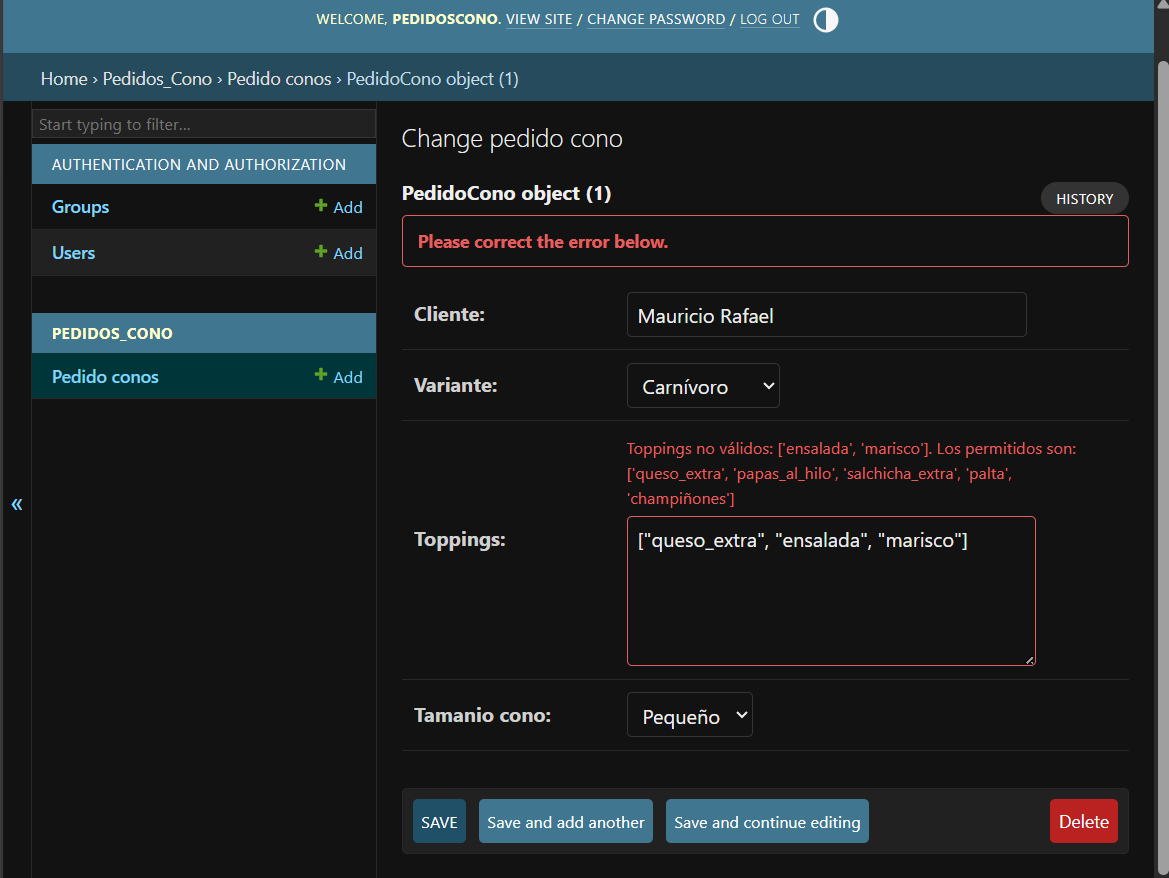 WELCOME, PEDIDOSCONO. VIEW SITE / CHANGE PASSWORD / LOG OUT
Home › Pedidos_Cono › Pedido conos › PedidoCono object (1)
Start typing to filter...
AUTHENTICATION AND AUTHORIZATION
Groups
Add
Users
Add
PEDIDOS_CONO
Pedido conos
Add
«
Change pedido cono
PedidoCono object (1)
HISTORY
Please correct the error below.
Cliente:
Mauricio Rafael
Variante:
Carnívoro
Toppings no válidos: ['ensalada', 'marisco']. Los permitidos son:
['queso_extra', 'papas_al_hilo', 'salchicha_extra', 'palta',
'champiñones']
Toppings:
["queso_extra", "ensalada", "marisco"]
Tamanio cono:
Pequeño
SAVE
Save and add another
Save and continue editing
Delete